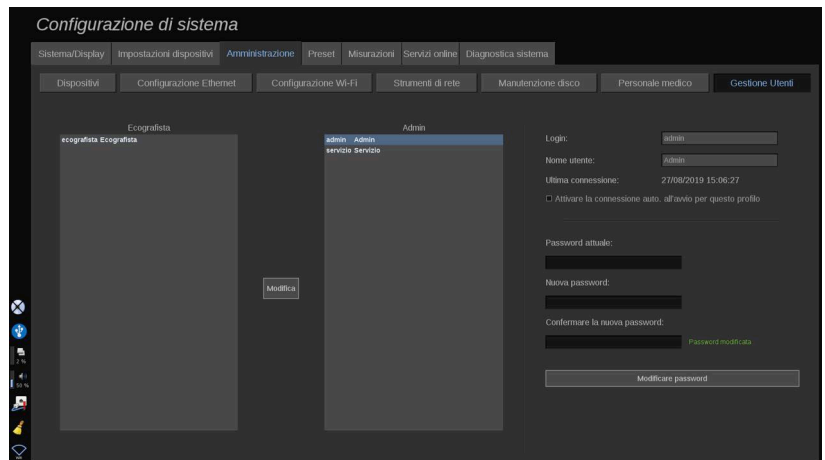 Configurazione di sistema
Sistema/Display Impostazioni dispositivi Amministrazione Preset Misurazioni Servizi online Diagnostica sistema
Dispositivi Configurazione Ethernet Configurazione Wi-Fi Strumenti di rete Manutenzione disco Personale medico Gestione Utenti
Ecografista
ecografista Ecografista
Modifica
Admin
admin Admin
servizio Servizio
Login: admin
Nome utente: Admin
Ultima connessione: 27/08/2019 15:06:27
Attivare la connessione auto. all'avvio per questo profilo
Password attuale:
Nuova password:
Confermare la nuova password:
Password modificata
Modificare password
2 %
59 %